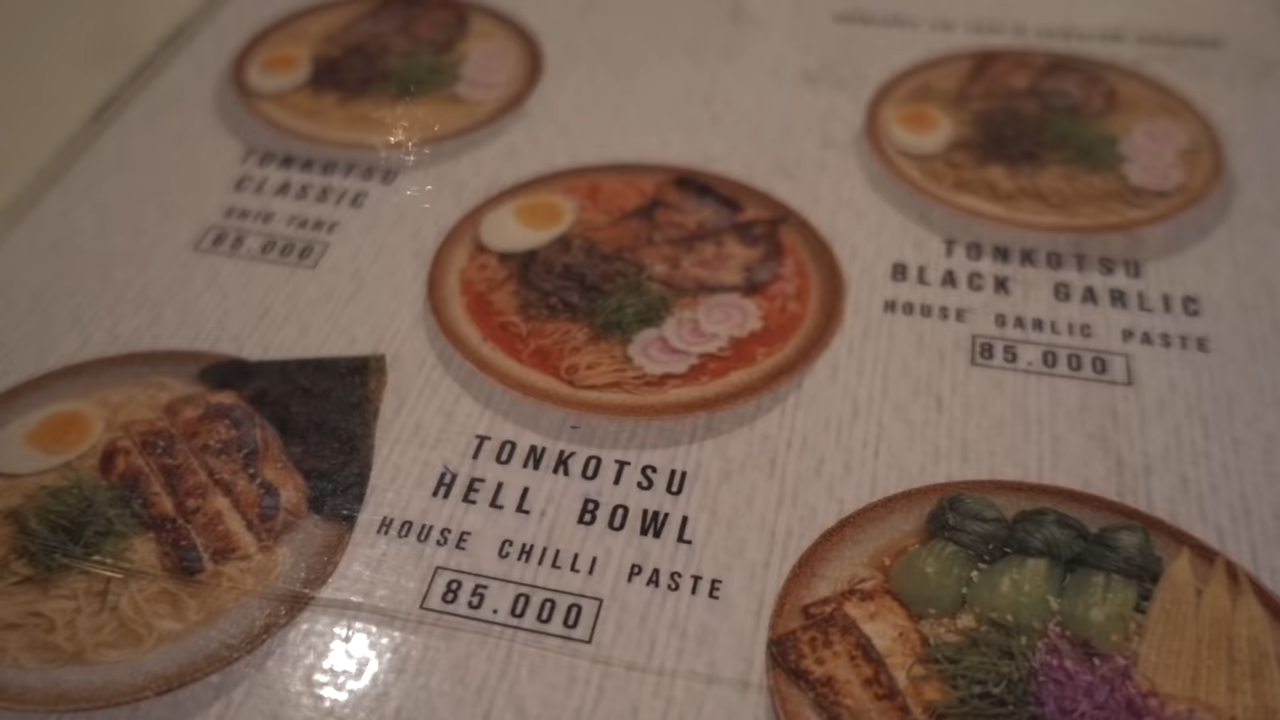 TONKOTSU
CLASSIC
SHIO TARE
85.000
TONKOTSU
BLACK GARLIC
HOUSE GARLIC PASTE
85.000
TONKOTSU
HELL BOWL
HOUSE CHILLI PASTE
85.000